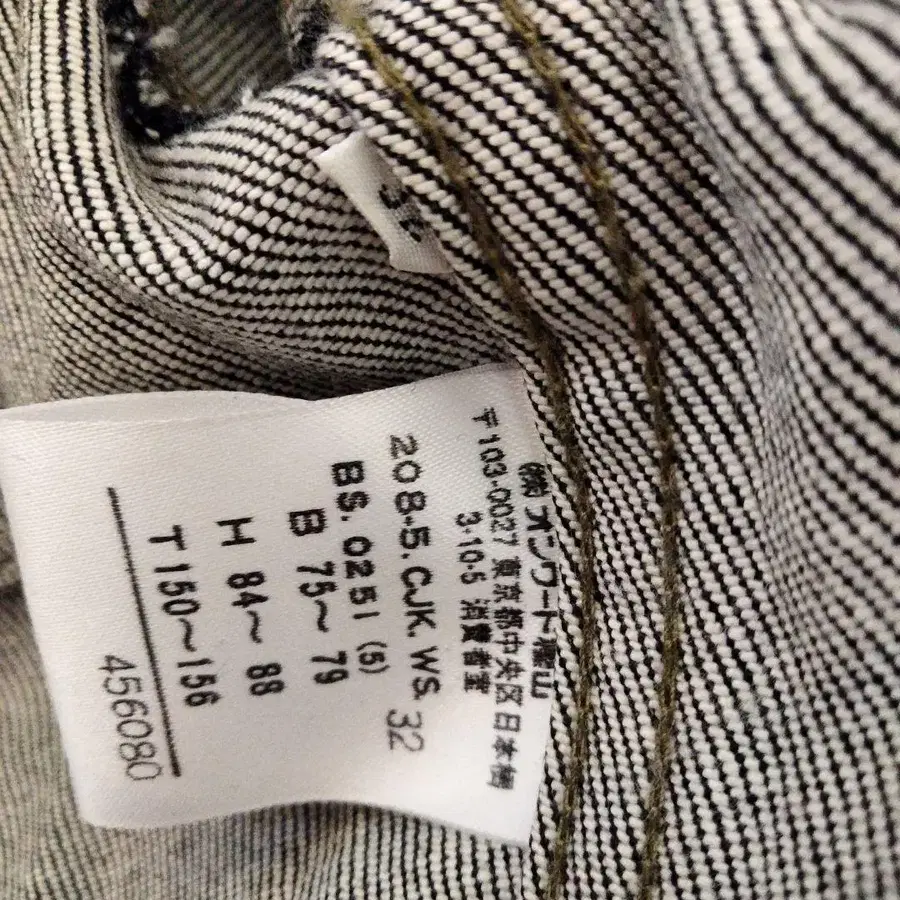 (株)オンワード樫山
〒103-0027 東京都中央区日本橋
3-10-5 消費者室
208-5.CJK.WS. 32
BS. 0251 (5)
B 75～79
H 84～88
T 150～156
456080